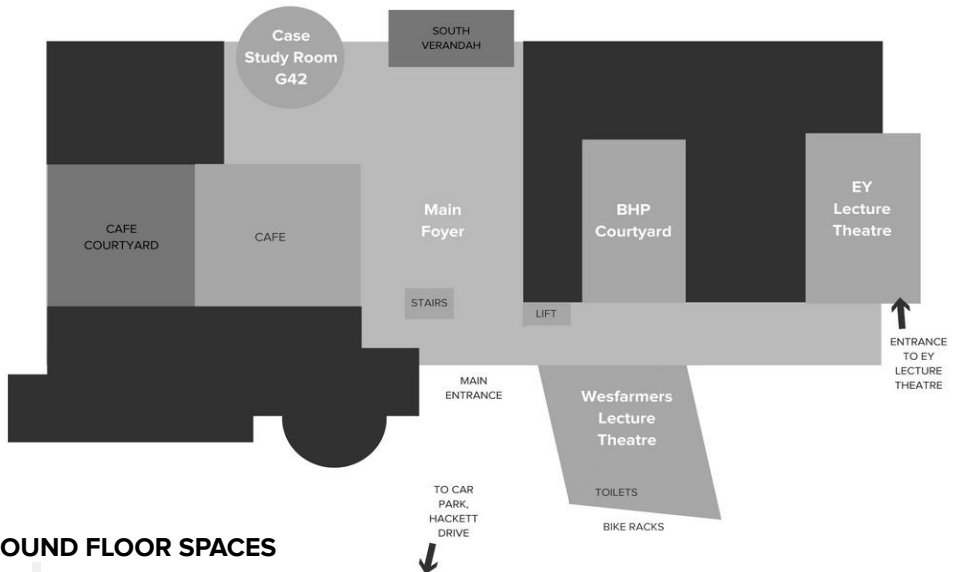 Case
Study Room
G42
SOUTH
VERANDAH
CAFE
COURTYARD
CAFE
Main
Foyer
BHP
Courtyard
EY
Lecture
Theatre
STAIRS
LIFT
ENTRANCE
TO EY
LECTURE
THEATRE
MAIN
ENTRANCE
Wesfarmers
Lecture
Theatre
TOILETS
BIKE RACKS
TO CAR
PARK,
HACKETT
DRIVE
OUND FLOOR SPACES